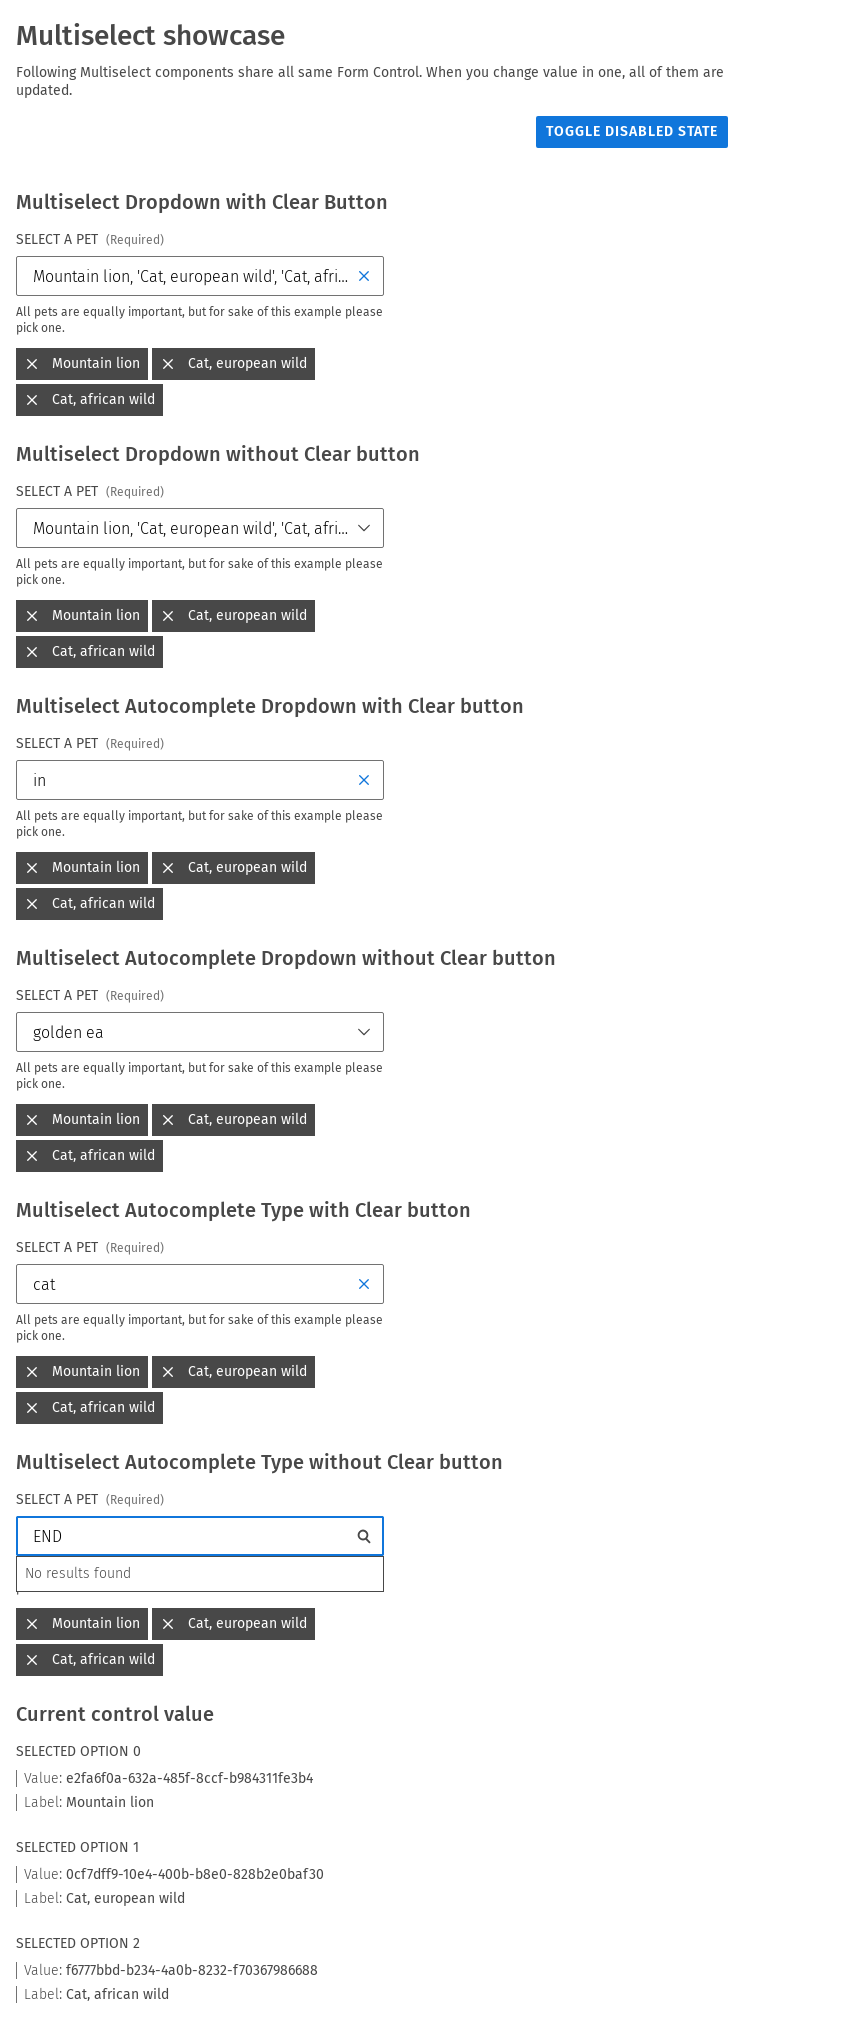 Multiselect showcase
Following Multiselect components share all same Form Control. When you change value in one, all of them are
updated.
TOGGLE DISABLED STATE
Multiselect Dropdown with Clear Button
SELECT A PET (Required)
Mountain lion, 'Cat, european wild', 'Cat, afri...
All pets are equally important, but for sake of this example please
pick one.
Mountain lion Cat, european wild
Cat, african wild
Multiselect Dropdown without Clear button
SELECT A PET (Required)
Mountain lion, 'Cat, european wild', 'Cat, afri...
All pets are equally important, but for sake of this example please
pick one.
Mountain lion Cat, european wild
Cat, african wild
Multiselect Autocomplete Dropdown with Clear button
SELECT A PET (Required)
in
All pets are equally important, but for sake of this example please
pick one.
Mountain lion Cat, european wild
Cat, african wild
Multiselect Autocomplete Dropdown without Clear button
SELECT A PET (Required)
golden ea
All pets are equally important, but for sake of this example please
pick one.
Mountain lion Cat, european wild
Cat, african wild
Multiselect Autocomplete Type with Clear button
SELECT A PET (Required)
cat
All pets are equally important, but for sake of this example please
pick one.
Mountain lion Cat, european wild
Cat, african wild
Multiselect Autocomplete Type without Clear button
SELECT A PET (Required)
END
No results found
Mountain lion Cat, european wild
Cat, african wild
Current control value
SELECTED OPTION 0
Value: e2fa6f0a-632a-485f-8ccf-b984311fe3b4
Label: Mountain lion
SELECTED OPTION 1
Value: 0cf7dff9-10e4-400b-b8e0-828b2e0baf30
Label: Cat, european wild
SELECTED OPTION 2
Value: f6777bbd-b234-4a0b-8232-f70367986688
Label: Cat, african wild